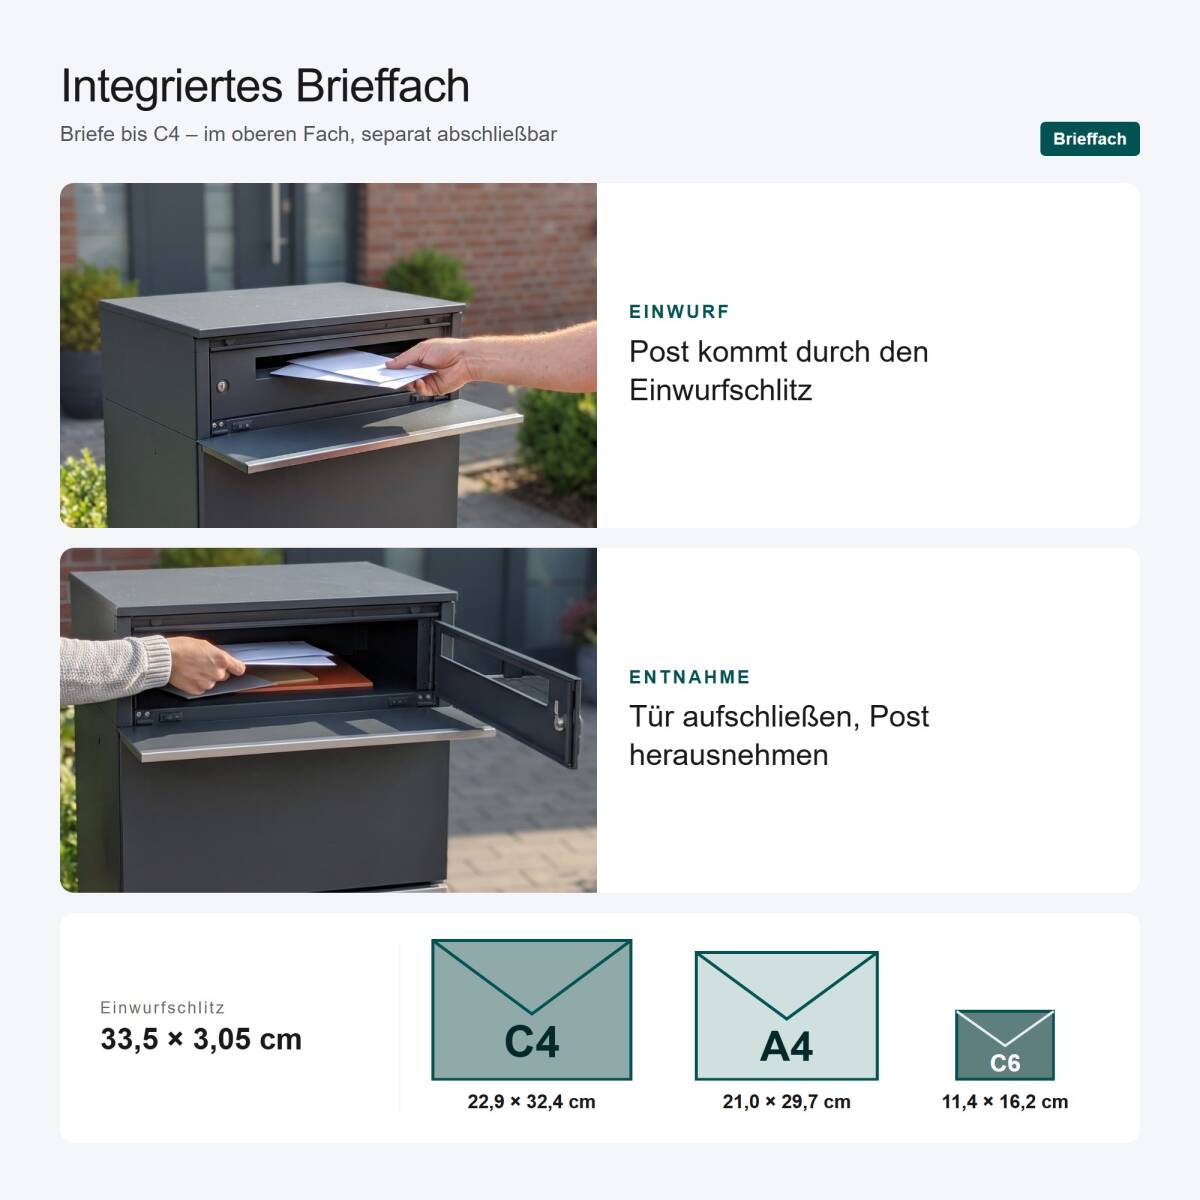 Integriertes Brieffach
Briefe bis C4 – im oberen Fach, separat abschließbar
Brieffach
EINWURF
Post kommt durch den
Einwurfschlitz
ENTNAHME
Tür aufschließen, Post
herausnehmen
Einwurfschlitz
33,5 × 3,05 cm
C4
22,9 × 32,4 cm
A4
21,0 × 29,7 cm
C6
11,4 × 16,2 cm